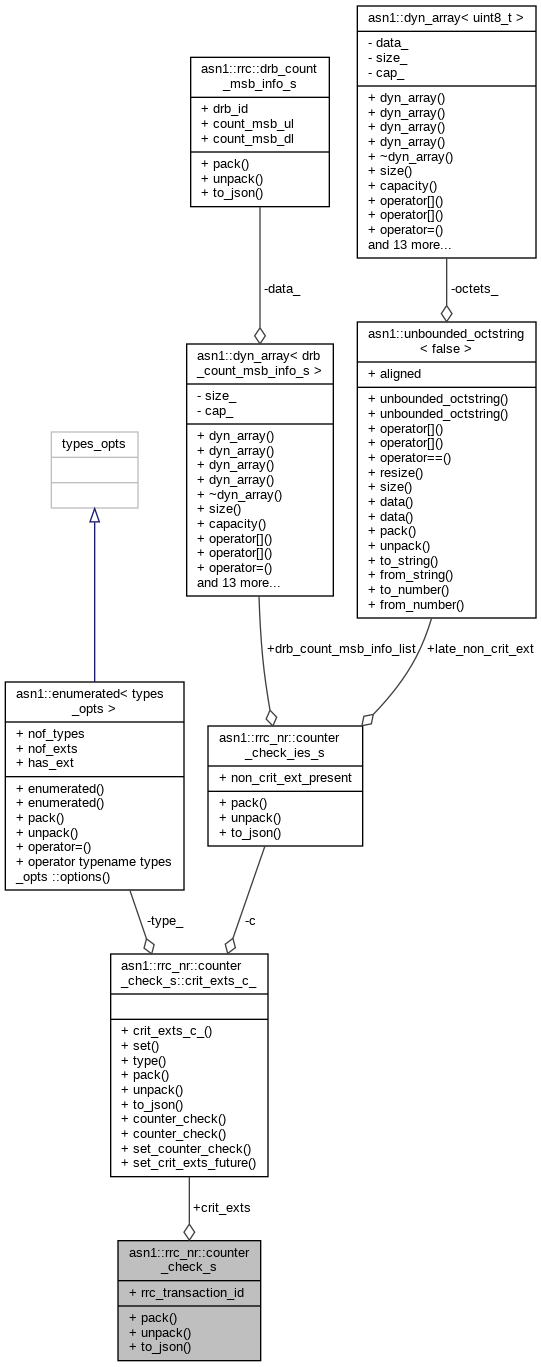 asn1::dyn_array< uint8_t >
- data_
- size_
- cap_
+ dyn_array()
+ dyn_array()
+ dyn_array()
+ dyn_array()
+ ~dyn_array()
+ size()
+ capacity()
+ operator[]()
+ operator[]()
+ operator=()
and 13 more...
asn1::rrc::drb_count
_msb_info_s
+ drb_id
+ count_msb_ul
+ count_msb_dl
+ pack()
+ unpack()
+ to_json()
-data_
-octets_
asn1::unbounded_octstring
< false >
+ aligned
+ unbounded_octstring()
+ unbounded_octstring()
+ operator[]()
+ operator[]()
+ operator==()
+ resize()
+ size()
+ data()
+ data()
+ pack()
+ unpack()
+ to_string()
+ from_string()
+ to_number()
+ from_number()
asn1::dyn_array< drb
_count_msb_info_s >
- size_
- cap_
+ dyn_array()
+ dyn_array()
+ dyn_array()
+ dyn_array()
+ ~dyn_array()
+ size()
+ capacity()
+ operator[]()
+ operator[]()
+ operator=()
and 13 more...
types_opts
+drb_count_msb_info_list
+late_non_crit_ext
asn1::enumerated< types
_opts >
+ nof_types
+ nof_exts
+ has_ext
+ enumerated()
+ enumerated()
+ pack()
+ unpack()
+ operator=()
+ operator typename types
_opts ::options()
asn1::rrc_nr::counter
_check_ies_s
+ non_crit_ext_present
+ pack()
+ unpack()
+ to_json()
-type_
-c
asn1::rrc_nr::counter
_check_s::crit_exts_c_
+ crit_exts_c_()
+ set()
+ type()
+ pack()
+ unpack()
+ to_json()
+ counter_check()
+ counter_check()
+ set_counter_check()
+ set_crit_exts_future()
+crit_exts
asn1::rrc_nr::counter
_check_s
+ rrc_transaction_id
+ pack()
+ unpack()
+ to_json()